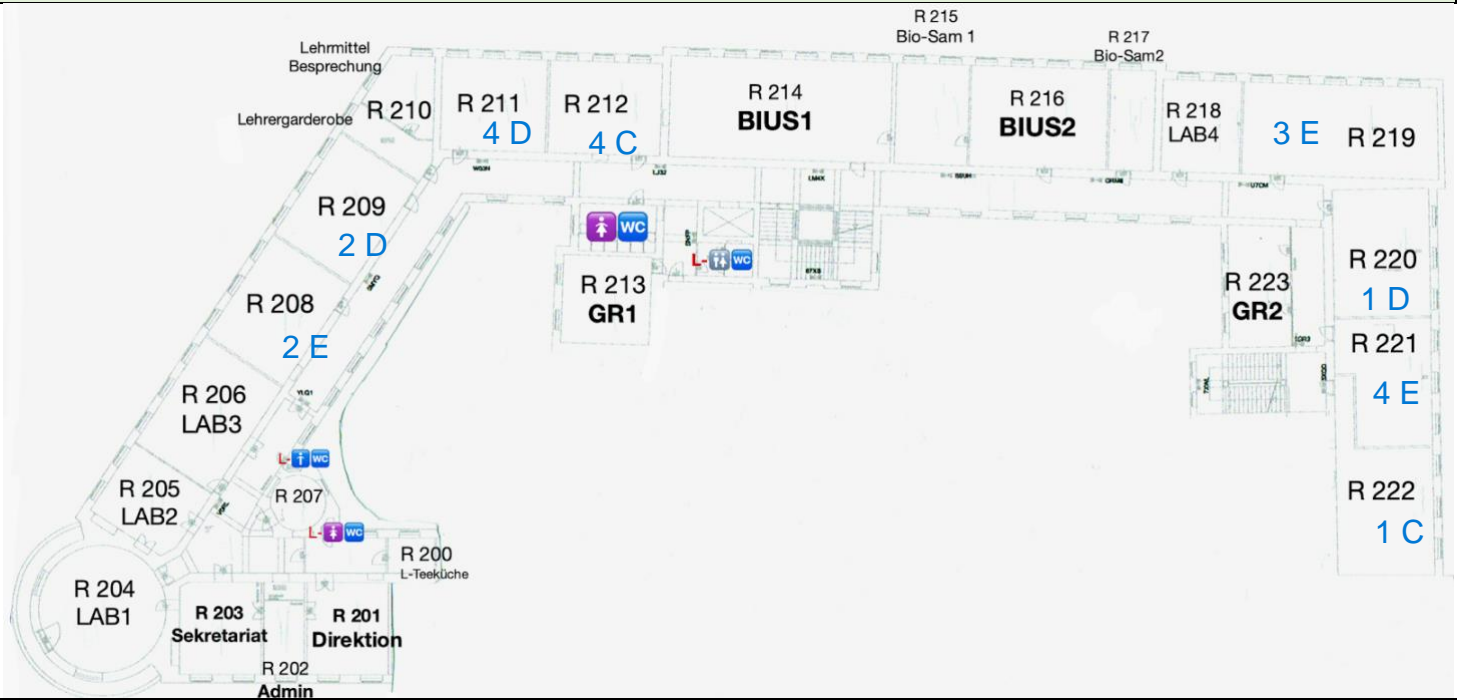 R 215
Bio-Sam 1
R 217
Bio-Sam2
Lehrmittel
Besprechung
Lehrergarderobe
R 210
R 211
4 D
R 212
4 C
R 214
BIUS1
R 216
BIUS2
R 218
LAB4
3 E
R 219
R 209
2 D
WC
L- WC
R 213
GR1
R 208
2 E
R 220
1 D
R 223
GR2
R 221
4 E
R 206
LAB3
L- WC
R 205
LAB2
R 207
L- WC
R 222
1 C
R 200
L-Teeküche
R 204
LAB1
R 203
Sekretariat
R 201
Direktion
R 202
Admin